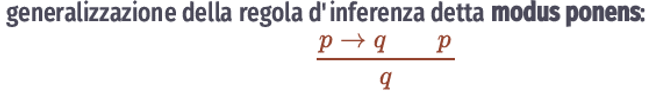 generalizzazione della regola d'inferenza detta modus ponens:
p → q p
q